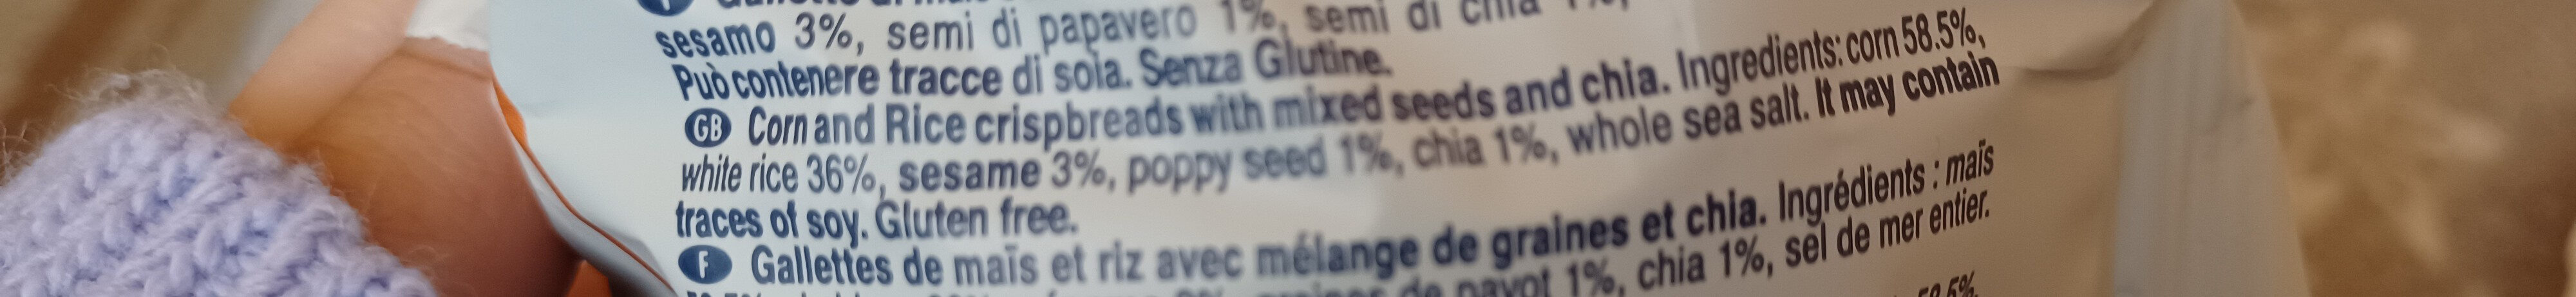 sesamo 3%, semi di papavero 1%, semi di chia 1%,
Può contenere tracce di soia. Senza Glutine.
GB Corn and Rice crispbreads with mixed seeds and chia. Ingredients: corn 58.5%,
white rice 36%, sesame 3%, poppy seed 1%, chia 1%, whole sea salt. It may contain
traces of soy. Gluten free.
F Gallettes de maïs et riz avec mélange de graines et chia. Ingrédients : maïs
de pavot 1%, chia 1%, sel de mer entier.